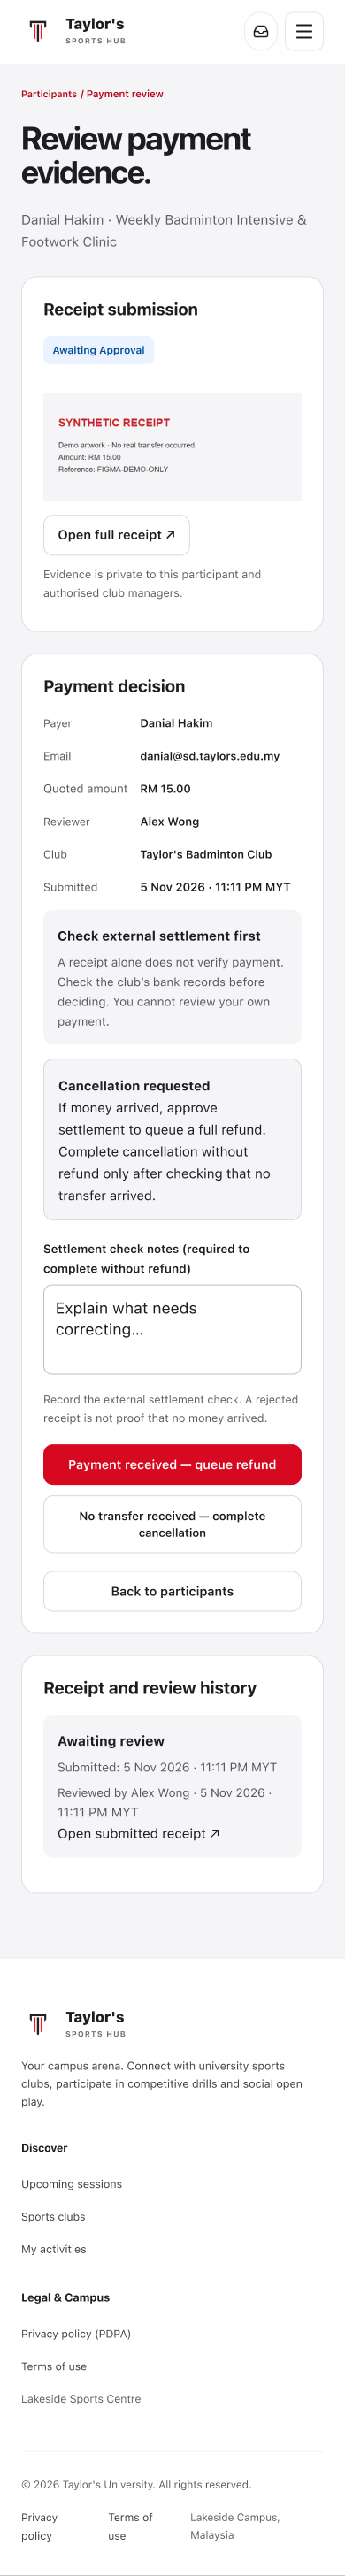 Taylor's
SPORTS HUB
Participants / Payment review
Review payment
evidence.
Danial Hakim · Weekly Badminton Intensive &
Footwork Clinic
Receipt submission
Awaiting Approval
SYNTHETIC RECEIPT
Demo artwork · No real transfer occurred.
Amount: RM 15.00
Reference: FIGMA-DEMO-ONLY
Open full receipt ↗
Evidence is private to this participant and
authorised club managers.
Payment decision
Payer Danial Hakim
Email danial@sd.taylors.edu.my
Quoted amount RM 15.00
Reviewer Alex Wong
Club Taylor's Badminton Club
Submitted 5 Nov 2026 · 11:11 PM MYT
Check external settlement first
A receipt alone does not verify payment.
Check the club’s bank records before
deciding. You cannot review your own
payment.
Cancellation requested
If money arrived, approve
settlement to queue a full refund.
Complete cancellation without
refund only after checking that no
transfer arrived.
Settlement check notes (required to
complete without refund)
Explain what needs
correcting...
Record the external settlement check. A rejected
receipt is not proof that no money arrived.
Payment received — queue refund
No transfer received — complete
cancellation
Back to participants
Receipt and review history
Awaiting review
Submitted: 5 Nov 2026 · 11:11 PM MYT
Reviewed by Alex Wong · 5 Nov 2026 ·
11:11 PM MYT
Open submitted receipt ↗
Taylor's
SPORTS HUB
Your campus arena. Connect with university sports
clubs, participate in competitive drills and social open
play.
Discover
Upcoming sessions
Sports clubs
My activities
Legal & Campus
Privacy policy (PDPA)
Terms of use
Lakeside Sports Centre
© 2026 Taylor's University. All rights reserved.
Privacy policy
Terms of use
Lakeside Campus, Malaysia